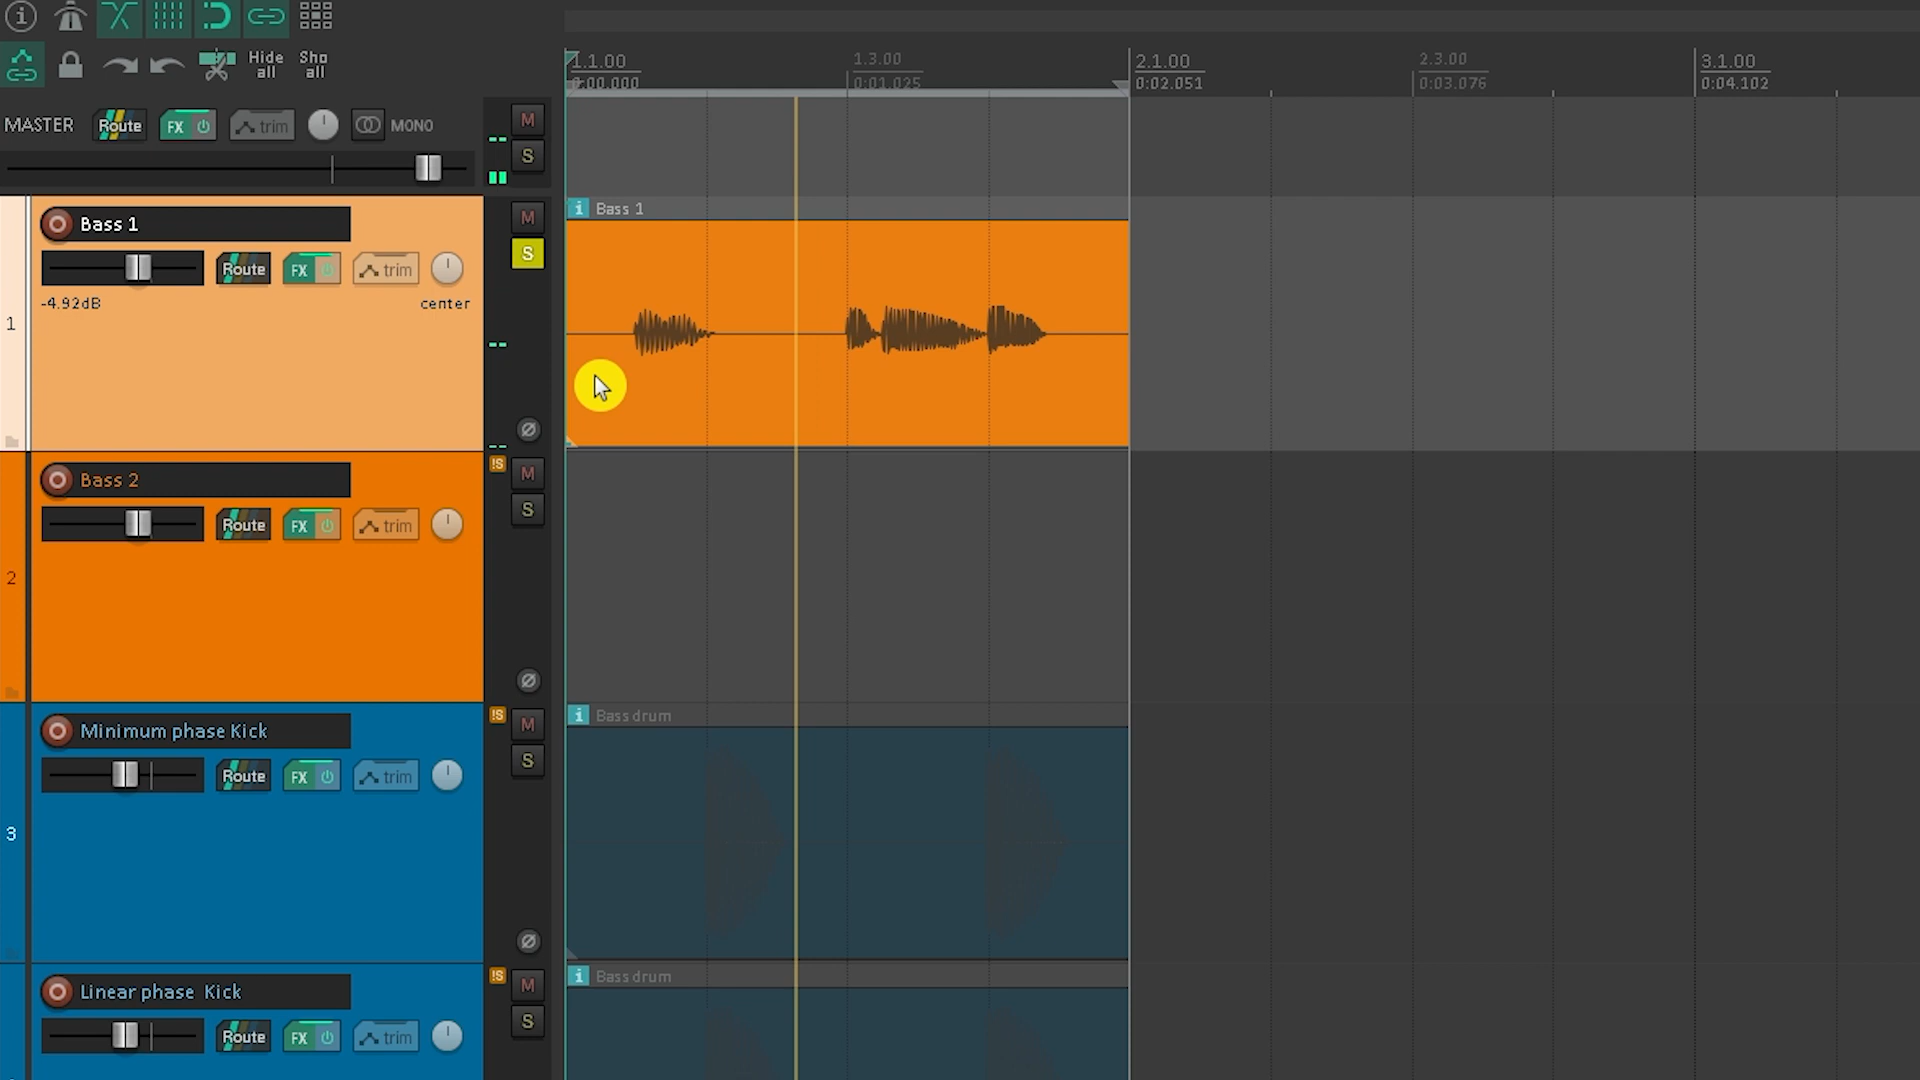 Hide all
Sho all
1.1.00
0:00.000
1.3.00
0:01.025
2.1.00
0:02.051
2.3.00
0:03.076
3.1.00
0:04.102
MASTER Route FX trim MONO M
S
Bass 1 M
S
Route FX trim
-4.92dB center
1
i Bass 1
!S
Bass 2 M
Route FX trim S
2
!S
Minimum phase Kick M
Route FX trim S
3
i Bass drum
!S
Linear phase Kick M
Route FX trim S
i Bass drum